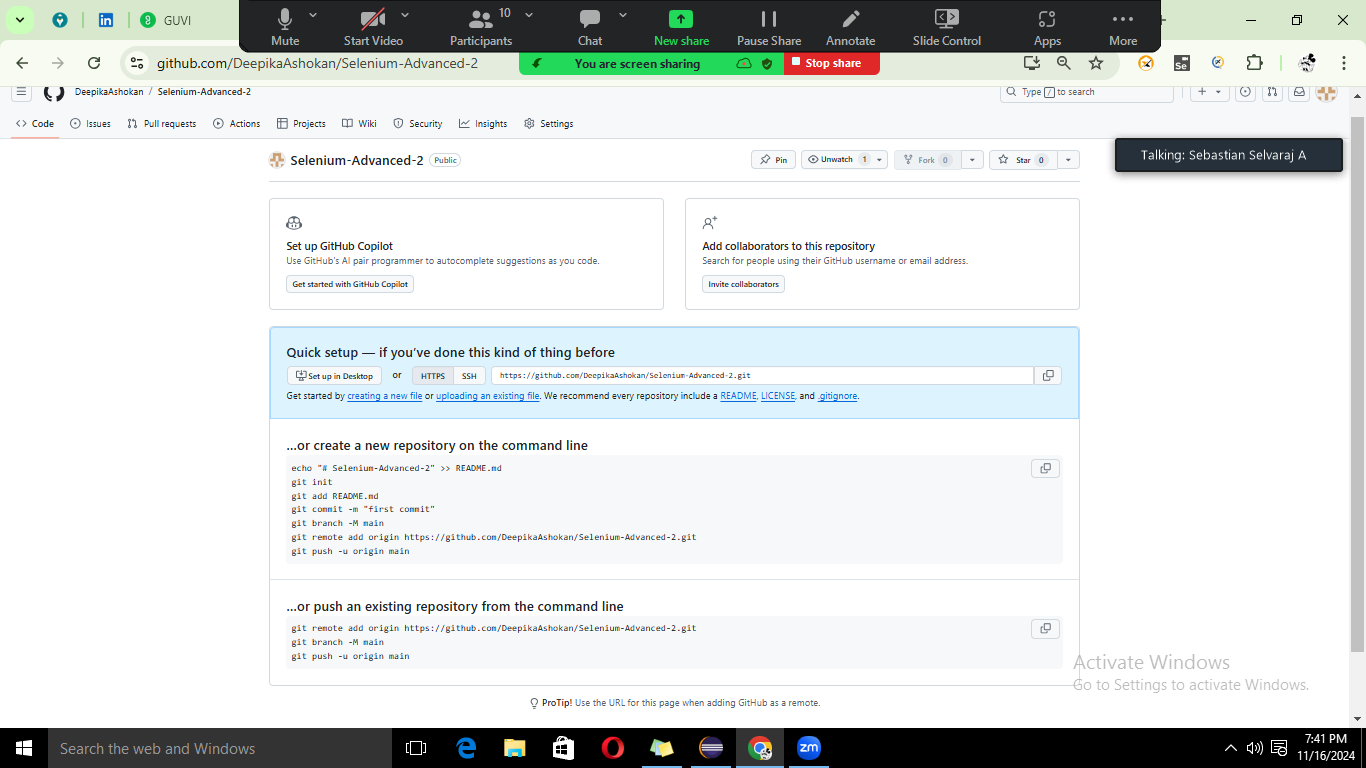 GUVI
Mute
Start Video
10
Participants
Chat
New share
Pause Share
Annotate
Slide Control
Apps
More
github.com/DeepikaAshokan/Selenium-Advanced-2
You are screen sharing
Stop share
DeepikaAshokan / Selenium-Advanced-2
Type / to search
Code
Issues
Pull requests
Actions
Projects
Wiki
Security
Insights
Settings
Selenium-Advanced-2 Public
Pin
Unwatch 1
Fork 0
Star 0
Talking: Sebastian Selvaraj A
Set up GitHub Copilot
Use GitHub's AI pair programmer to autocomplete suggestions as you code.
Get started with GitHub Copilot
Add collaborators to this repository
Search for people using their GitHub username or email address.
Invite collaborators
Quick setup — if you've done this kind of thing before
Set up in Desktop or HTTPS SSH https://github.com/DeepikaAshokan/Selenium-Advanced-2.git
Get started by creating a new file or uploading an existing file. We recommend every repository include a README, LICENSE, and .gitignore.
...or create a new repository on the command line
echo "# Selenium-Advanced-2" >> README.md
git init
git add README.md
git commit -m "first commit"
git branch -M main
git remote add origin https://github.com/DeepikaAshokan/Selenium-Advanced-2.git
git push -u origin main
...or push an existing repository from the command line
git remote add origin https://github.com/DeepikaAshokan/Selenium-Advanced-2.git
git branch -M main
git push -u origin main
Activate Windows
Go to Settings to activate Windows.
ProTip! Use the URL for this page when adding GitHub as a remote.
Search the web and Windows
zm
7:41 PM
11/16/2024